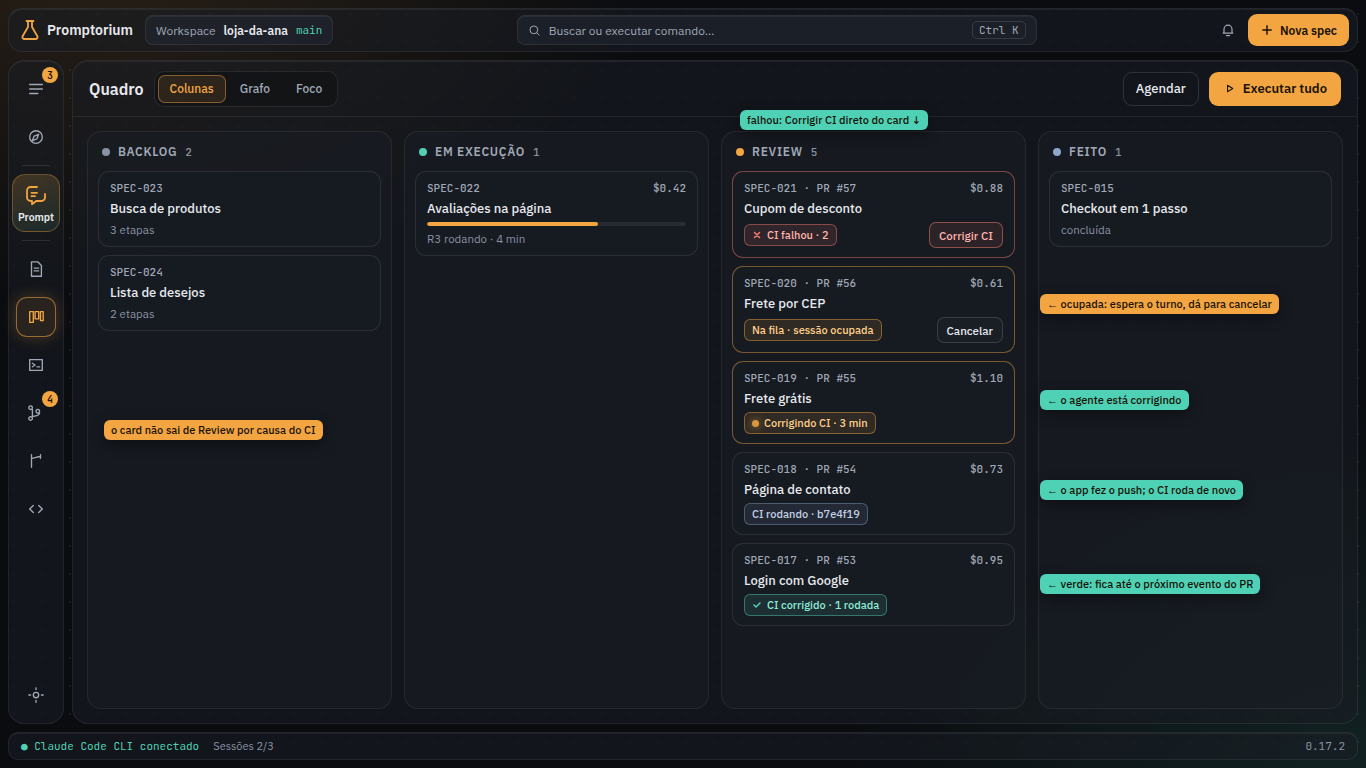 Promptorium
Workspace loja-da-ana main
Buscar ou executar comando...
Ctrl K
Nova spec
3
Prompt
4
Quadro
Colunas
Grafo
Foco
Agendar
Executar tudo
falhou: Corrigir CI direto do card ↓
BACKLOG 2
SPEC-023
Busca de produtos
3 etapas
SPEC-024
Lista de desejos
2 etapas
o card não sai de Review por causa do CI
EM EXECUÇÃO 1
SPEC-022 $0.42
Avaliações na página
R3 rodando · 4 min
REVIEW 5
SPEC-021 · PR #57 $0.88
Cupom de desconto
CI falhou · 2
Corrigir CI
SPEC-020 · PR #56 $0.61
Frete por CEP
Na fila · sessão ocupada
Cancelar
SPEC-019 · PR #55 $1.10
Frete grátis
Corrigindo CI · 3 min
SPEC-018 · PR #54 $0.73
Página de contato
CI rodando · b7e4f19
SPEC-017 · PR #53 $0.95
Login com Google
CI corrigido · 1 rodada
FEITO 1
SPEC-015
Checkout em 1 passo
concluída
← ocupada: espera o turno, dá para cancelar
← o agente está corrigindo
← o app fez o push; o CI roda de novo
← verde: fica até o próximo evento do PR
Claude Code CLI conectado
Sessões 2/3
0.17.2